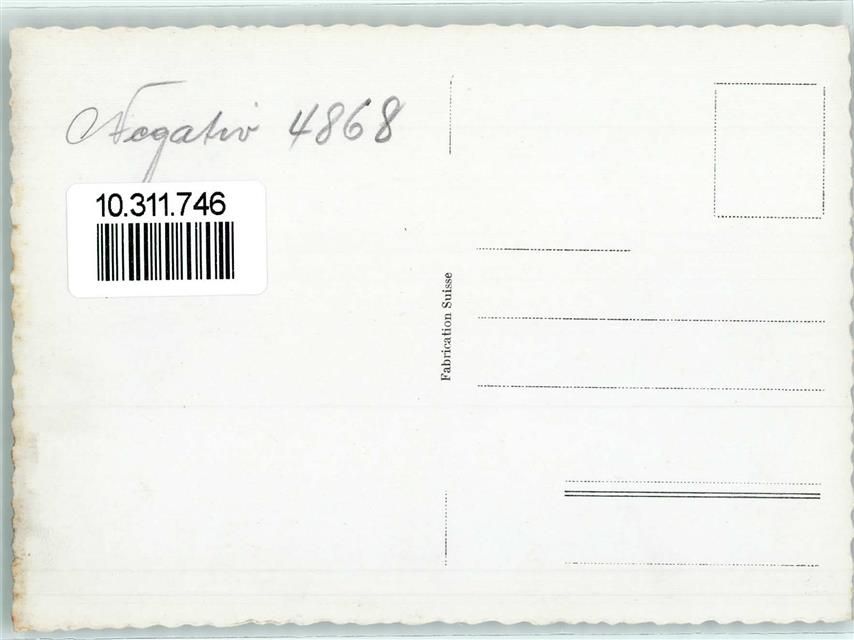 Negativ 4868
10.311.746
Fabrication Suisse